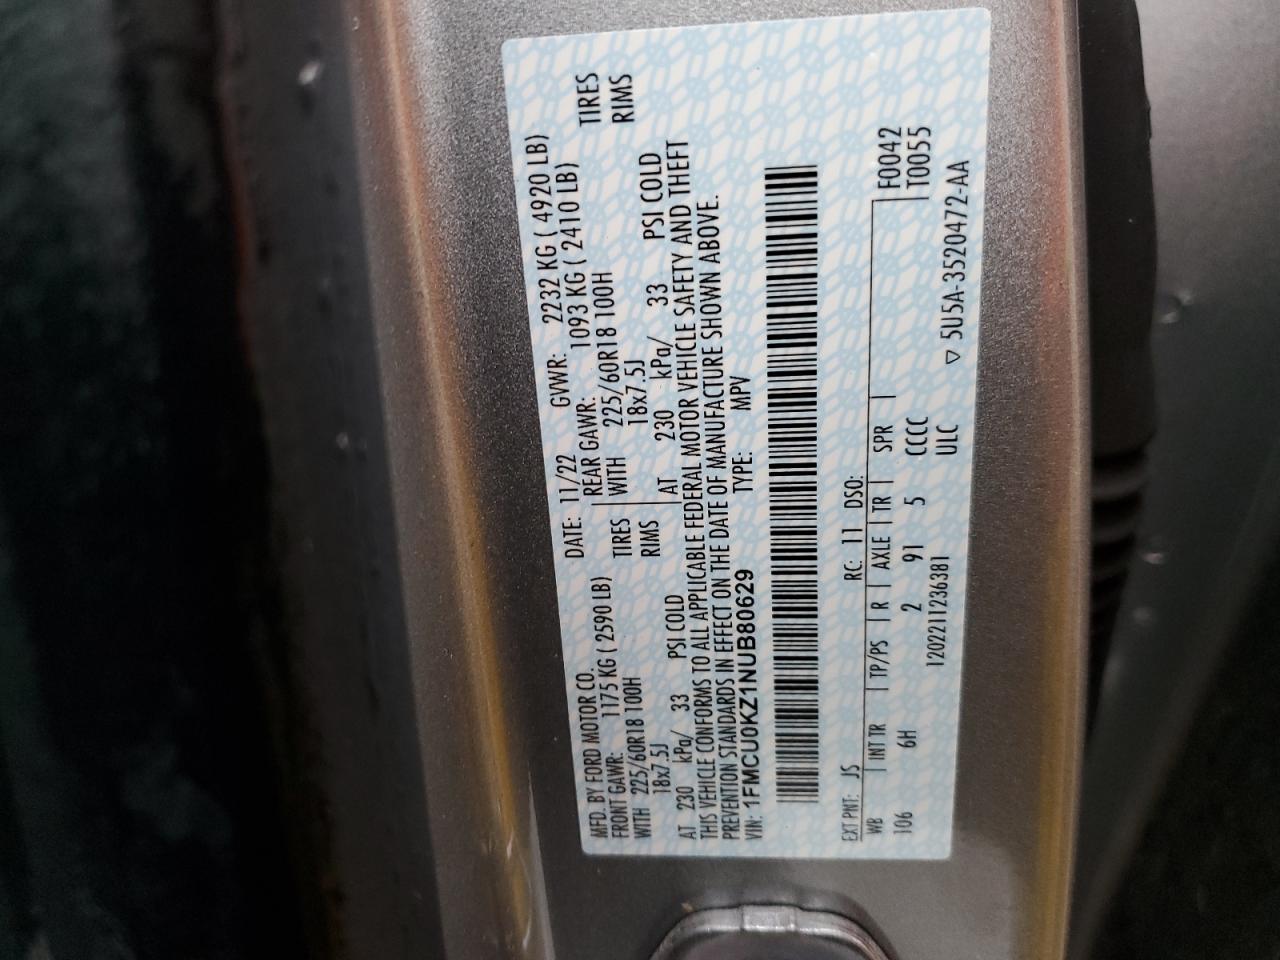 MFD. BY FORD MOTOR CO. DATE: 11/22 GVWR: 2232 KG ( 4920 LB)
FRONT GAWR: 1175 KG ( 2590 LB) REAR GAWR: 1093 KG ( 2410 LB)
WITH 225/60R18 100H TIRES WITH 225/60R18 100H TIRES
18x7.5J RIMS 18x7.5J RIMS
AT 230 kPa/ 33 PSI COLD AT 230 kPa/ 33 PSI COLD
THIS VEHICLE CONFORMS TO ALL APPLICABLE FEDERAL MOTOR VEHICLE SAFETY AND THEFT
PREVENTION STANDARDS IN EFFECT ON THE DATE OF MANUFACTURE SHOWN ABOVE.
VIN: 1FMCU0KZ1NUB80629 TYPE: MPV
EXT PNT: JS RC: 11 DSO:
WB INT TR TP/PS R AXLE TR SPR F0042
106 6H 2 91 5 CCCC T0055
1202211236381 ULC
▽ 5U5A-3520472-AA